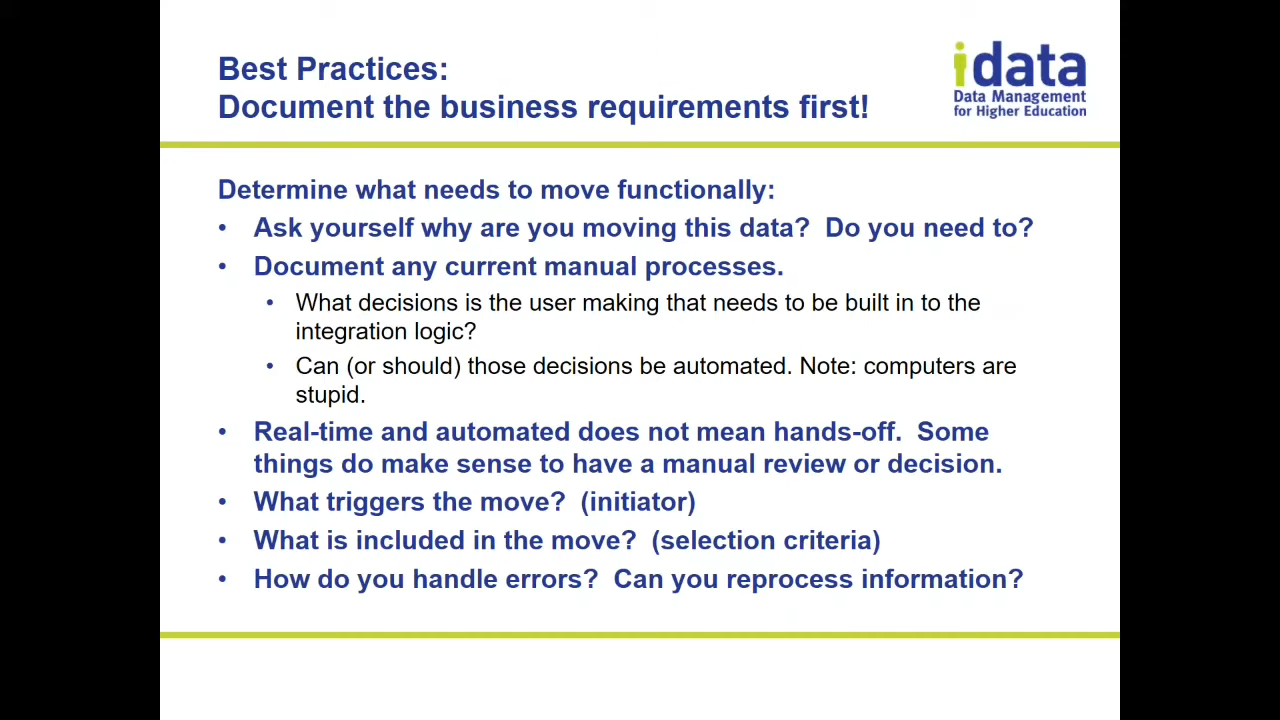 Best Practices:
Document the business requirements first!
idata
Data Management
for Higher Education
Determine what needs to move functionally:
• Ask yourself why are you moving this data?  Do you need to?
• Document any current manual processes.
• What decisions is the user making that needs to be built in to the
integration logic?
• Can (or should) those decisions be automated. Note: computers are
stupid.
• Real-time and automated does not mean hands-off.  Some
things do make sense to have a manual review or decision.
• What triggers the move?  (initiator)
• What is included in the move?  (selection criteria)
• How do you handle errors?  Can you reprocess information?